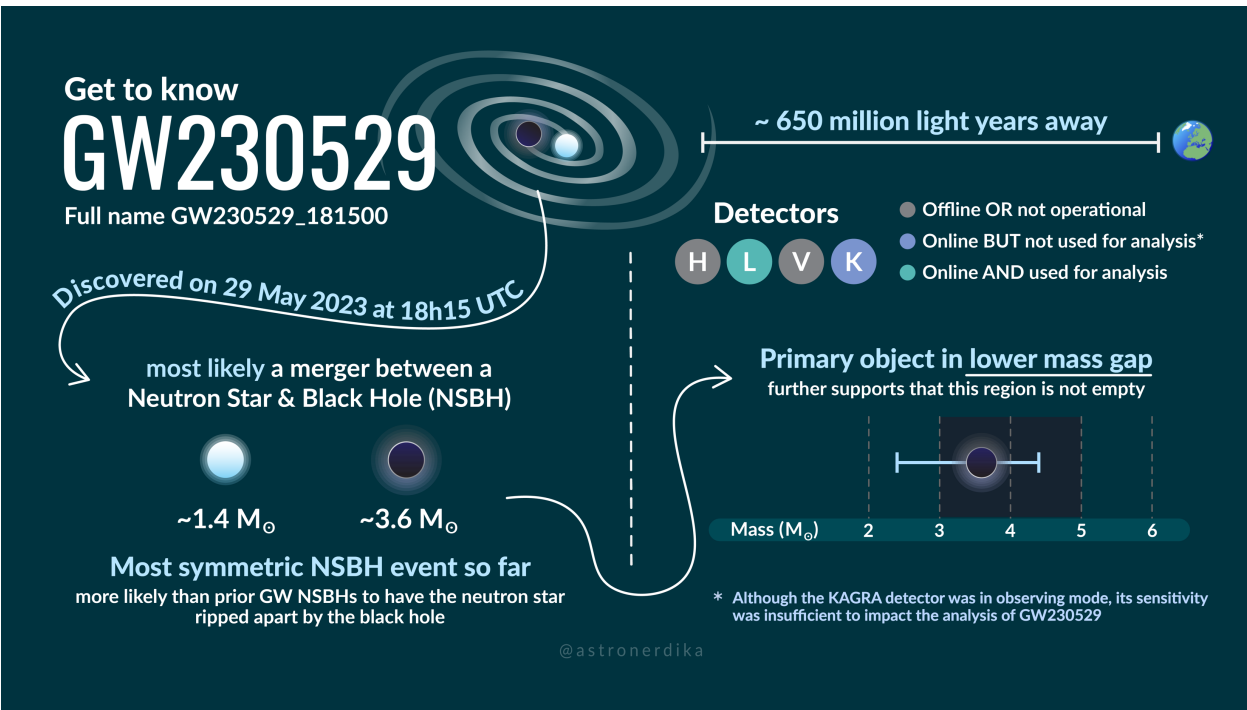 Get to know
GW230529
Full name GW230529_181500
~ 650 million light years away
Detectors
H L V K
Offline OR not operational
Online BUT not used for analysis*
Online AND used for analysis
Discovered on 29 May 2023 at 18h15 UTC
most likely a merger between a
Neutron Star & Black Hole (NSBH)
~1.4 M☉
~3.6 M☉
Most symmetric NSBH event so far
more likely than prior GW NSBHs to have the neutron star
ripped apart by the black hole
Primary object in lower mass gap
further supports that this region is not empty
Mass (M☉) 2 3 4 5 6
* Although the KAGRA detector was in observing mode, its sensitivity
was insufficient to impact the analysis of GW230529
@astronerdika